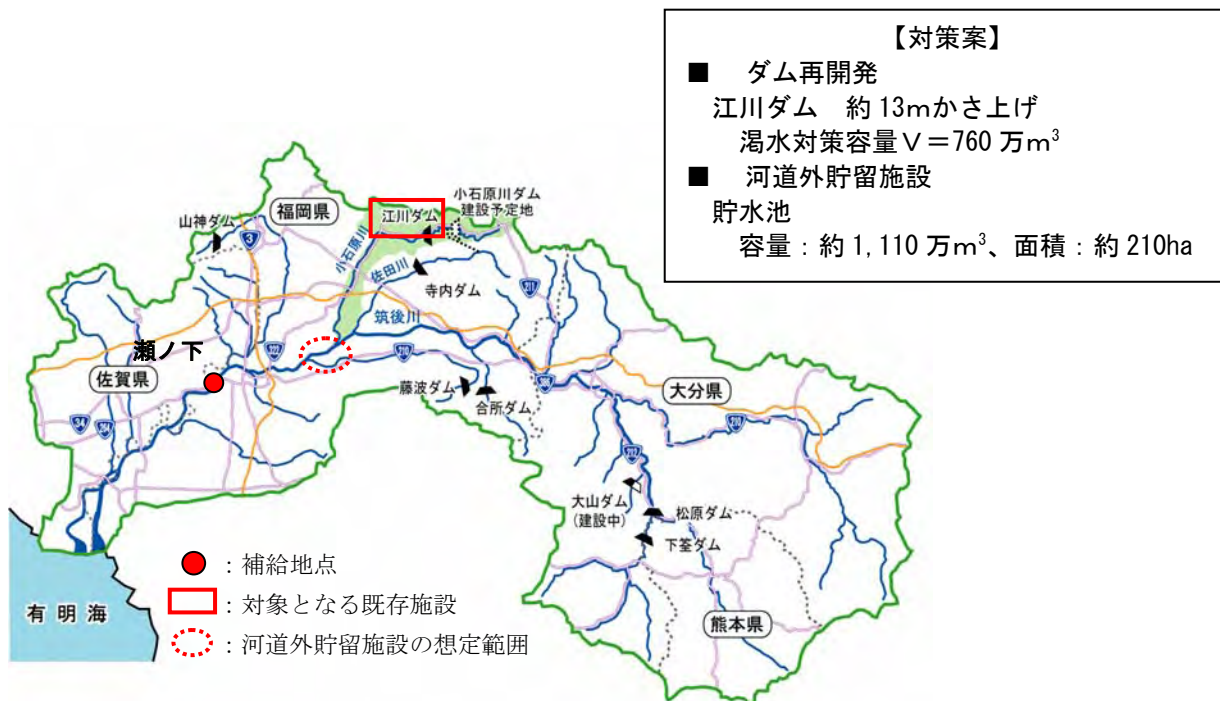 【対策案】
■ ダム再開発
江川ダム 約13mかさ上げ
渇水対策容量V=760万m³
■ 河道外貯留施設
貯水池
容量:約1,110万m³、面積:約210ha
山神ダム
福岡県
3
江川ダム
小石原川ダム
建設予定地
小石原川
佐田川
寺内ダム
211
筑後川
瀬ノ下
佐賀県
210
藤波ダム
合所ダム
大分県
34
210
大山ダム
(建設中)
松原ダム
下筌ダム
熊本県
有明海
:補給地点
:対象となる既存施設
:河道外貯留施設の想定範囲